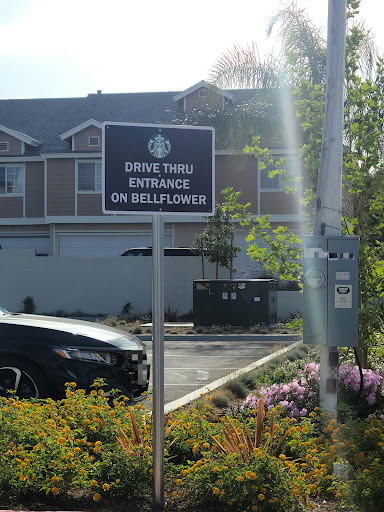 DRIVE THRU
ENTRANCE
ON BELLFLOWER